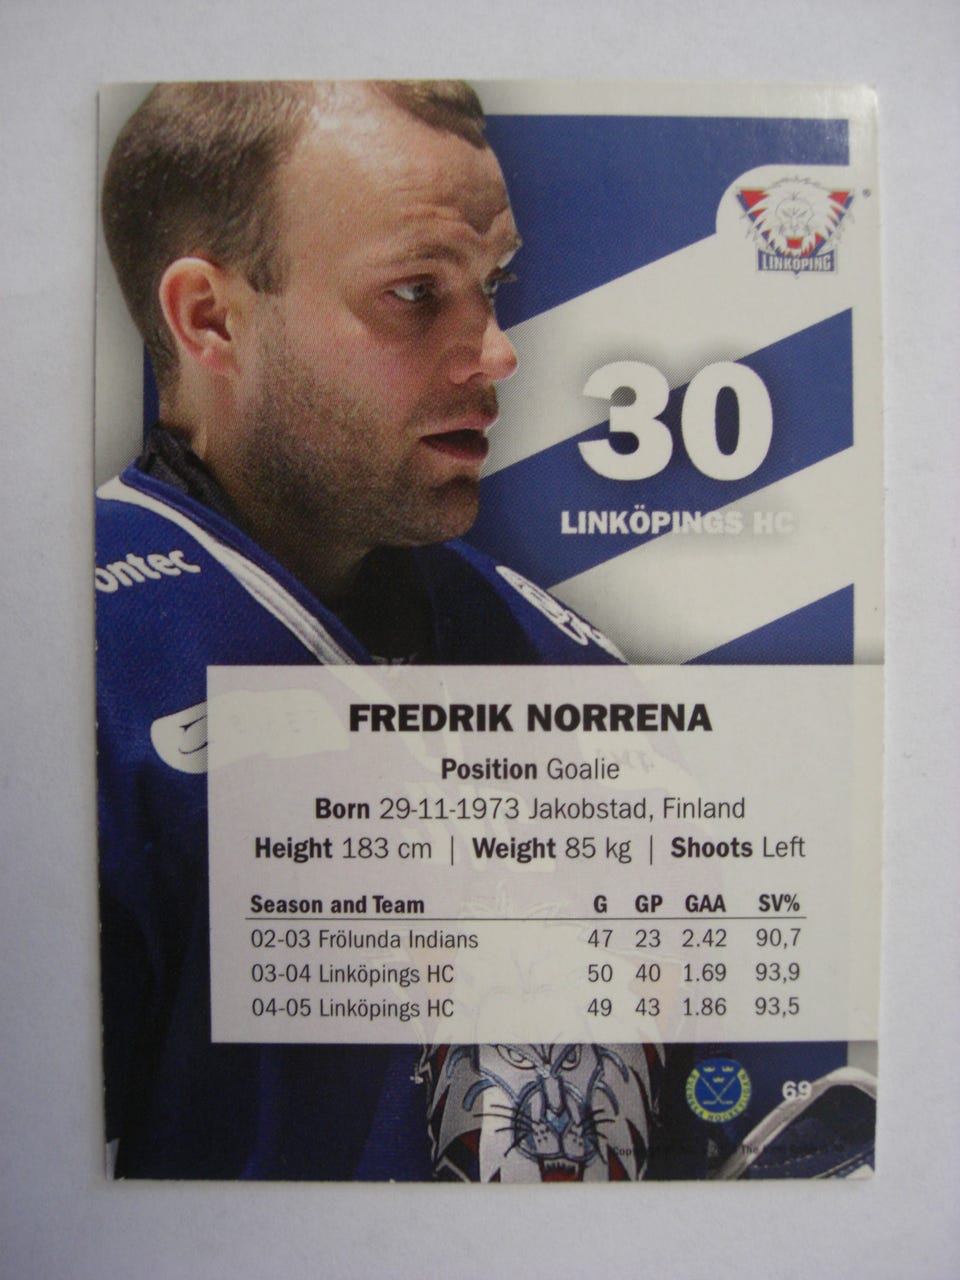 LINKÖPING
30
LINKÖPINGS HC
ontec
FREDRIK NORRENA
Position Goalie
Born 29-11-1973 Jakobstad, Finland
Height 183 cm | Weight 85 kg | Shoots Left
Season and Team G GP GAA SV%
02-03 Frölunda Indians 47 23 2.42 90,7
03-04 Linköpings HC 50 40 1.69 93,9
04-05 Linköpings HC 49 43 1.86 93,5
SVENSKA HOCKEYLIGAN
69
The